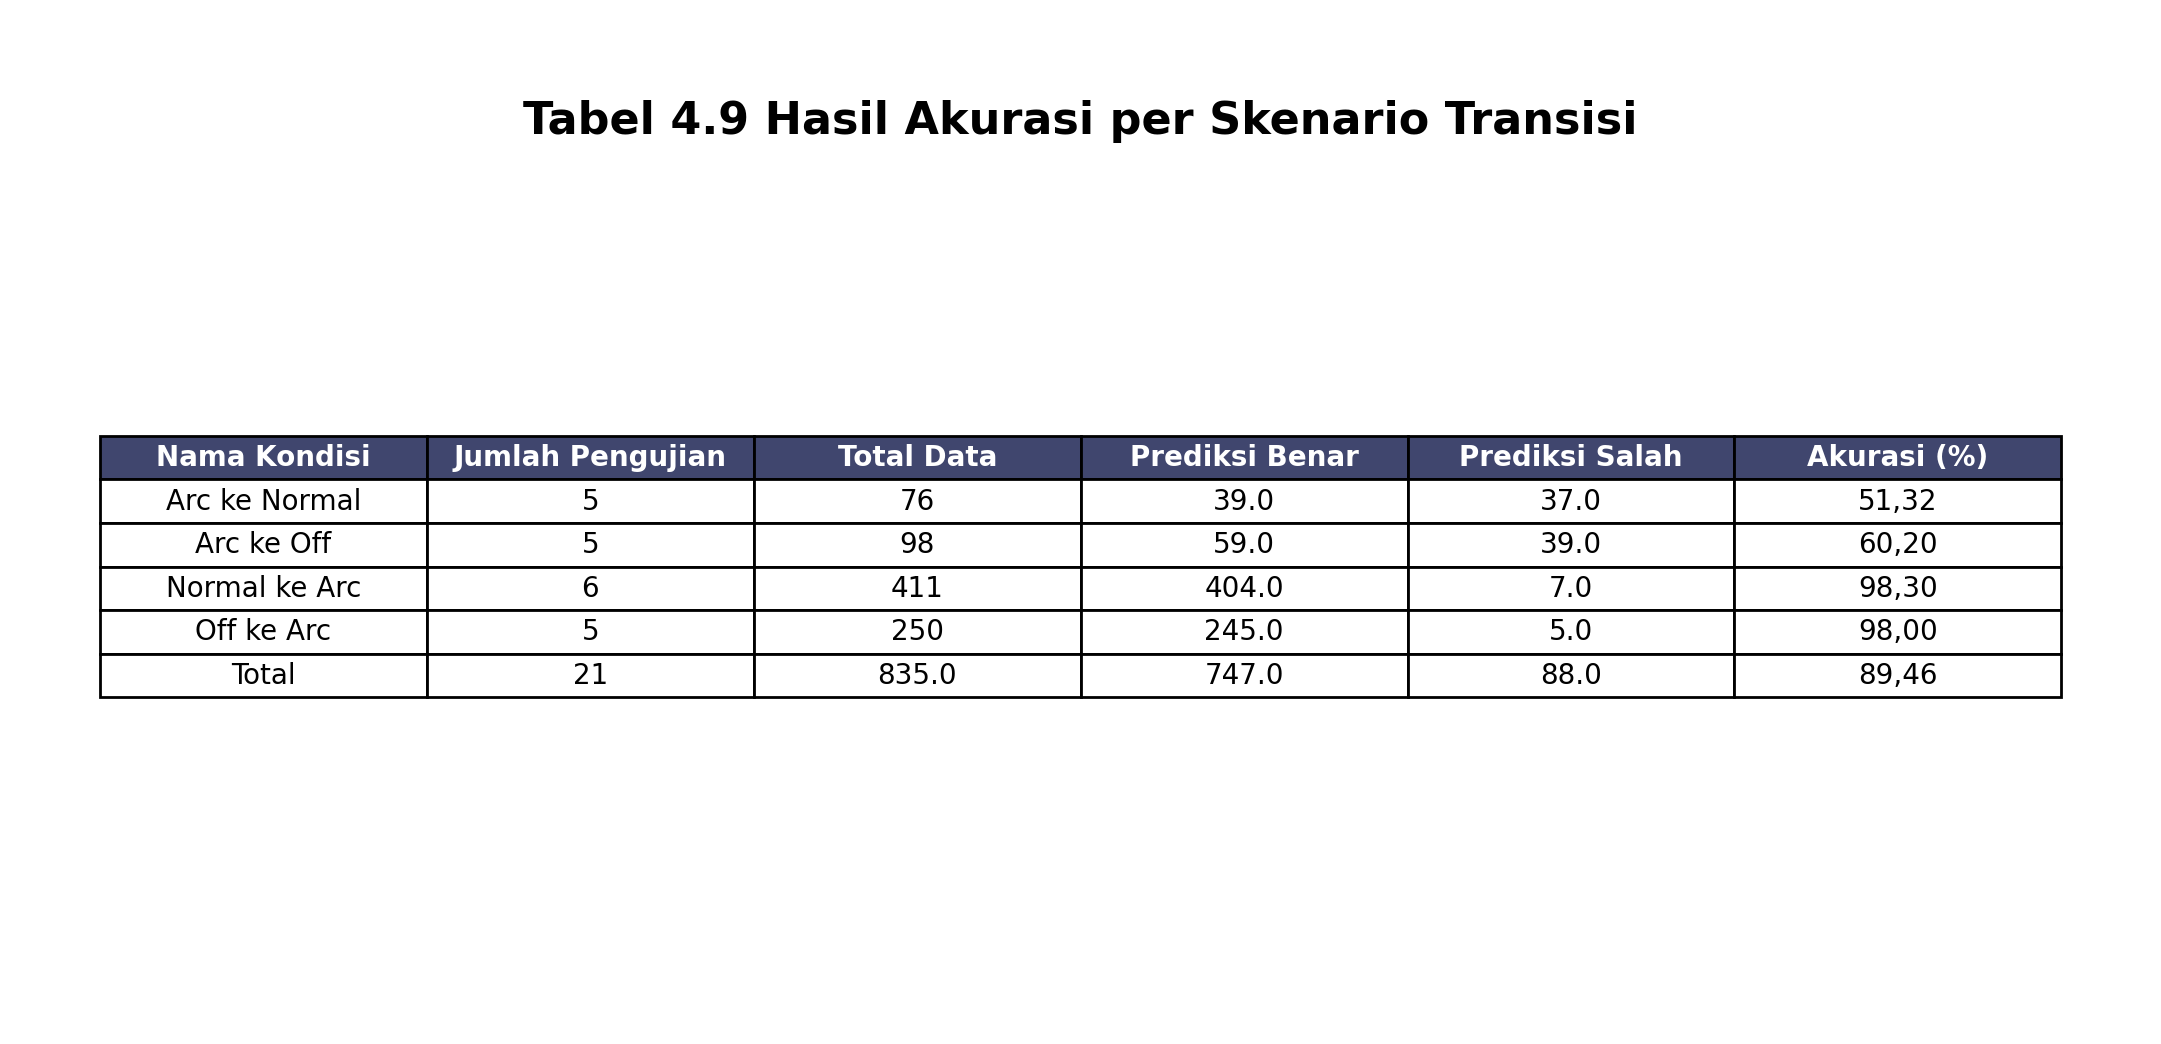 Tabel 4.9 Hasil Akurasi per Skenario Transisi
Nama Kondisi Jumlah Pengujian Total Data Prediksi Benar Prediksi Salah Akurasi (%)
Arc ke Normal 5 76 39.0 37.0 51,32
Arc ke Off 5 98 59.0 39.0 60,20
Normal ke Arc 6 411 404.0 7.0 98,30
Off ke Arc 5 250 245.0 5.0 98,00
Total 21 835.0 747.0 88.0 89,46